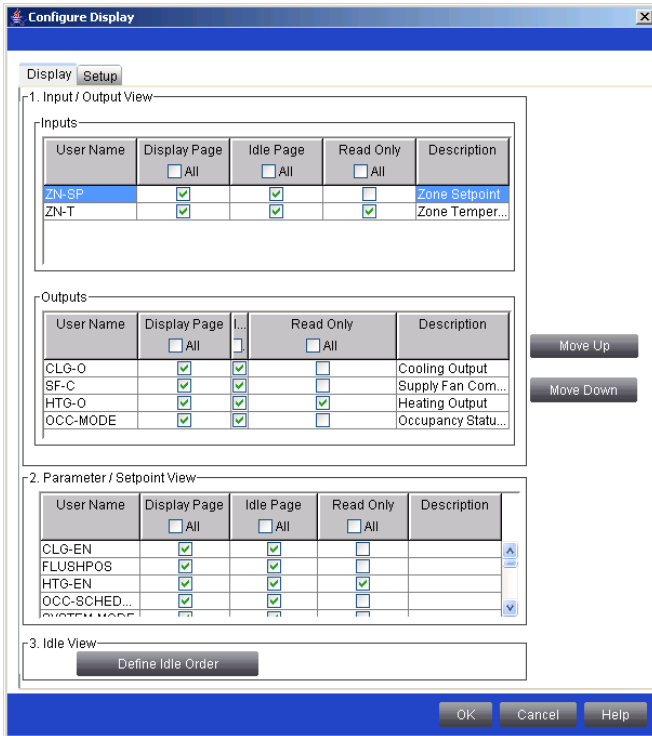 Configure Display
Display Setup
1. Input / Output View
Inputs
User Name Display Page Idle Page Read Only Description
All All All
ZN-SP Zone Setpoint
ZN-T Zone Temper...
Outputs
User Name Display Page I... Read Only Description
All . All
CLG-O Cooling Output
SF-C Supply Fan Com...
HTG-O Heating Output
OCC-MODE Occupancy Statu...
Move Up
Move Down
2. Parameter / Setpoint View
User Name Display Page Idle Page Read Only Description
All All All
CLG-EN
FLUSHPOS
HTG-EN
OCC-SCHED...
SYSTEM-MODE
3. Idle View
Define Idle Order
OK Cancel Help